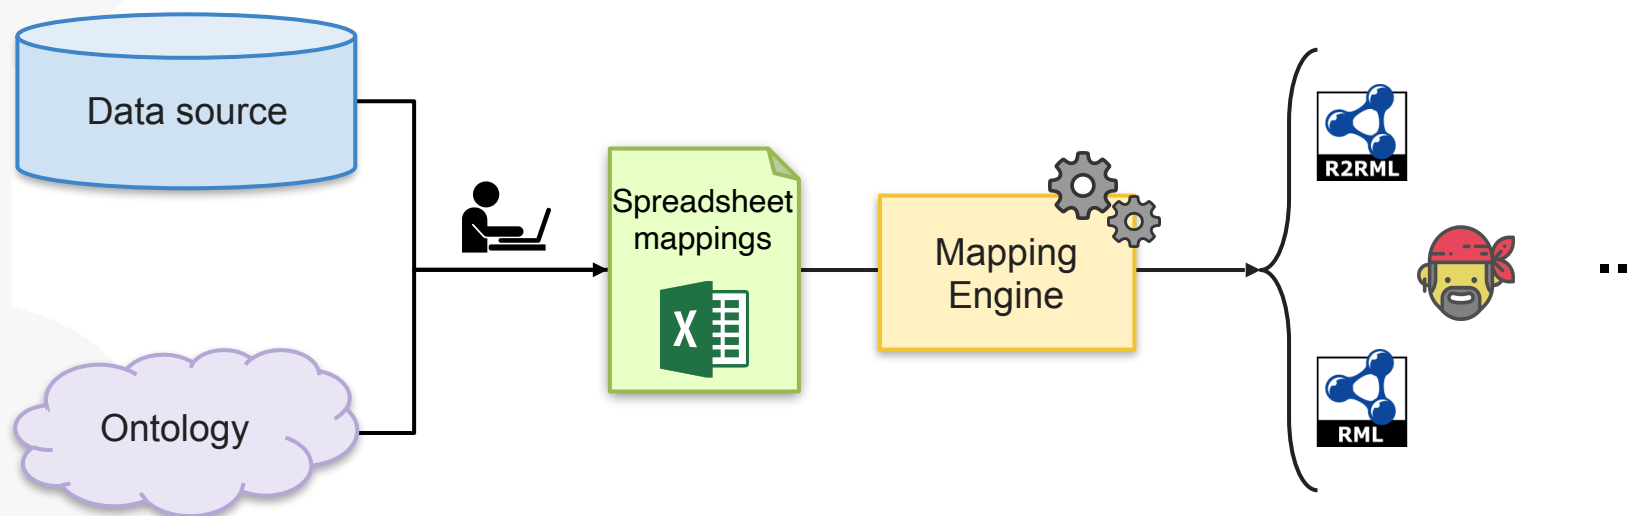 Data source
Ontology
Spreadsheet
mappings
X
Mapping
Engine
R2RML
RML
...